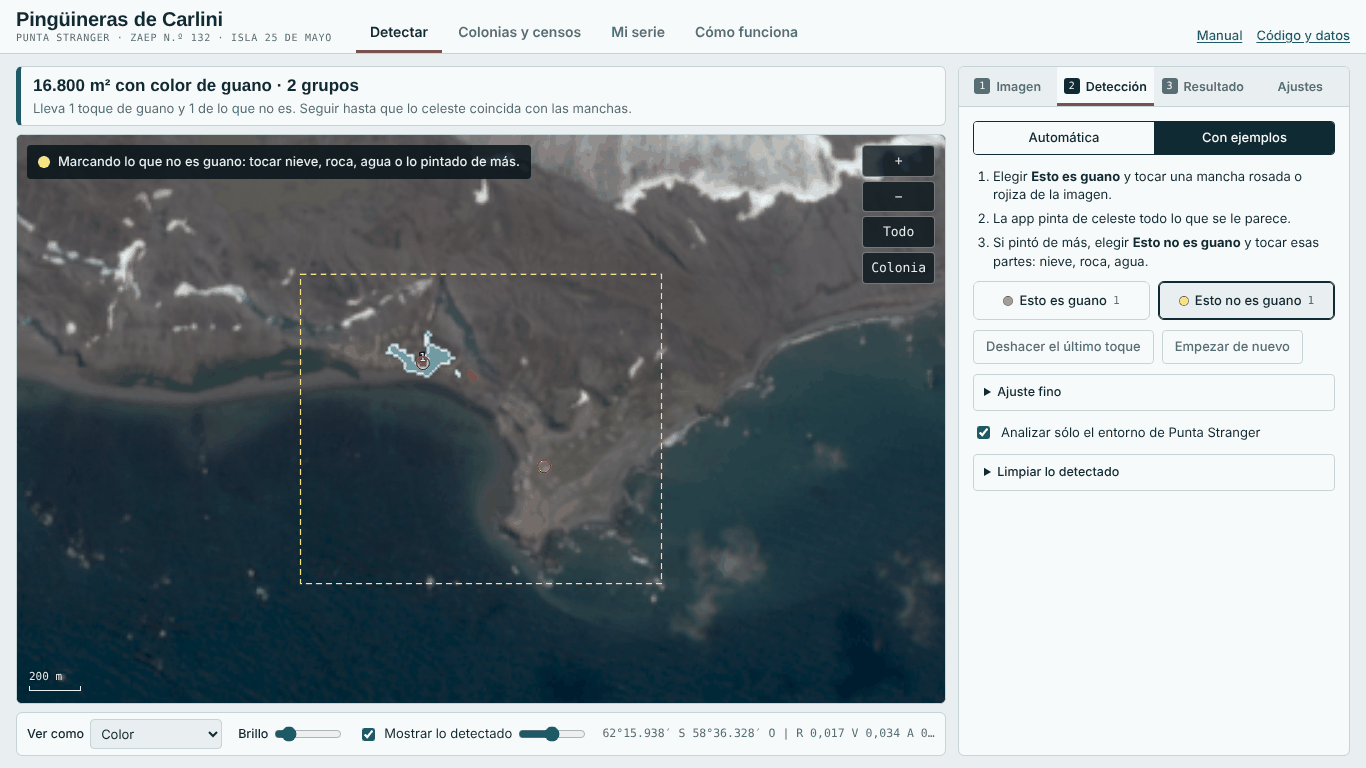 Pingüineras de Carlini
PUNTA STRANGER · ZAEP N.º 132 · ISLA 25 DE MAYO
Detectar
Colonias y censos
Mi serie
Cómo funciona
Manual
Código y datos
16.800 m² con color de guano · 2 grupos
Lleva 1 toque de guano y 1 de lo que no es. Seguir hasta que lo celeste coincida con las manchas.
Marcando lo que no es guano: tocar nieve, roca, agua o lo pintado de más.
+
−
Todo
Colonia
1
200 m
Ver como
Color
Brillo
Mostrar lo detectado
62°15.938′ S 58°36.328′ O | R 0,017 V 0,034 A 0…
1 Imagen
2 Detección
3 Resultado
Ajustes
Automática
Con ejemplos
1. Elegir Esto es guano y tocar una mancha rosada o
rojiza de la imagen.
2. La app pinta de celeste todo lo que se le parece.
3. Si pintó de más, elegir Esto no es guano y tocar esas
partes: nieve, roca, agua.
Esto es guano 1
Esto no es guano 1
Deshacer el último toque
Empezar de nuevo
Ajuste fino
Analizar sólo el entorno de Punta Stranger
Limpiar lo detectado